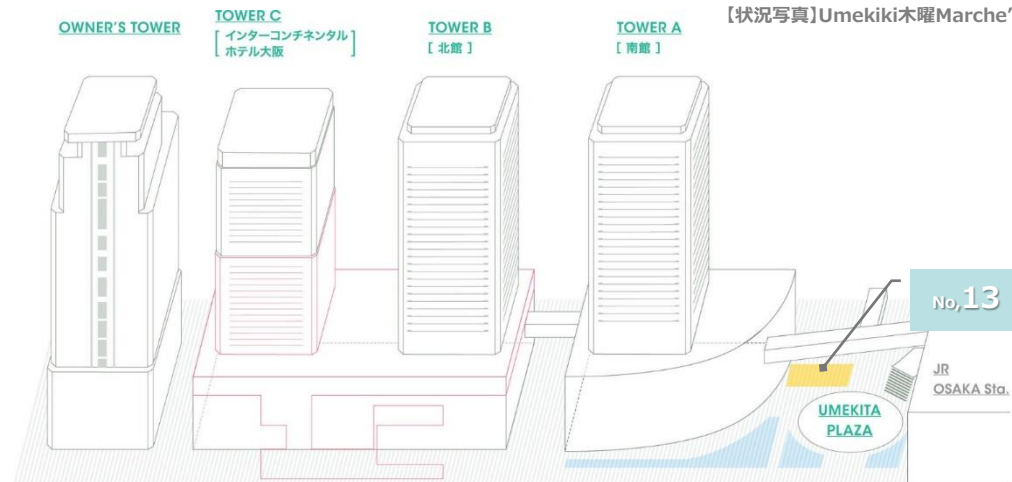 【状況写真】Umekiki木曜Marche'
OWNER'S TOWER
TOWER C
[ インターコンチネンタル
ホテル大阪 ]
TOWER B
[ 北館 ]
TOWER A
[ 南館 ]
No,13
JR
OSAKA Sta.
UMEKITA
PLAZA